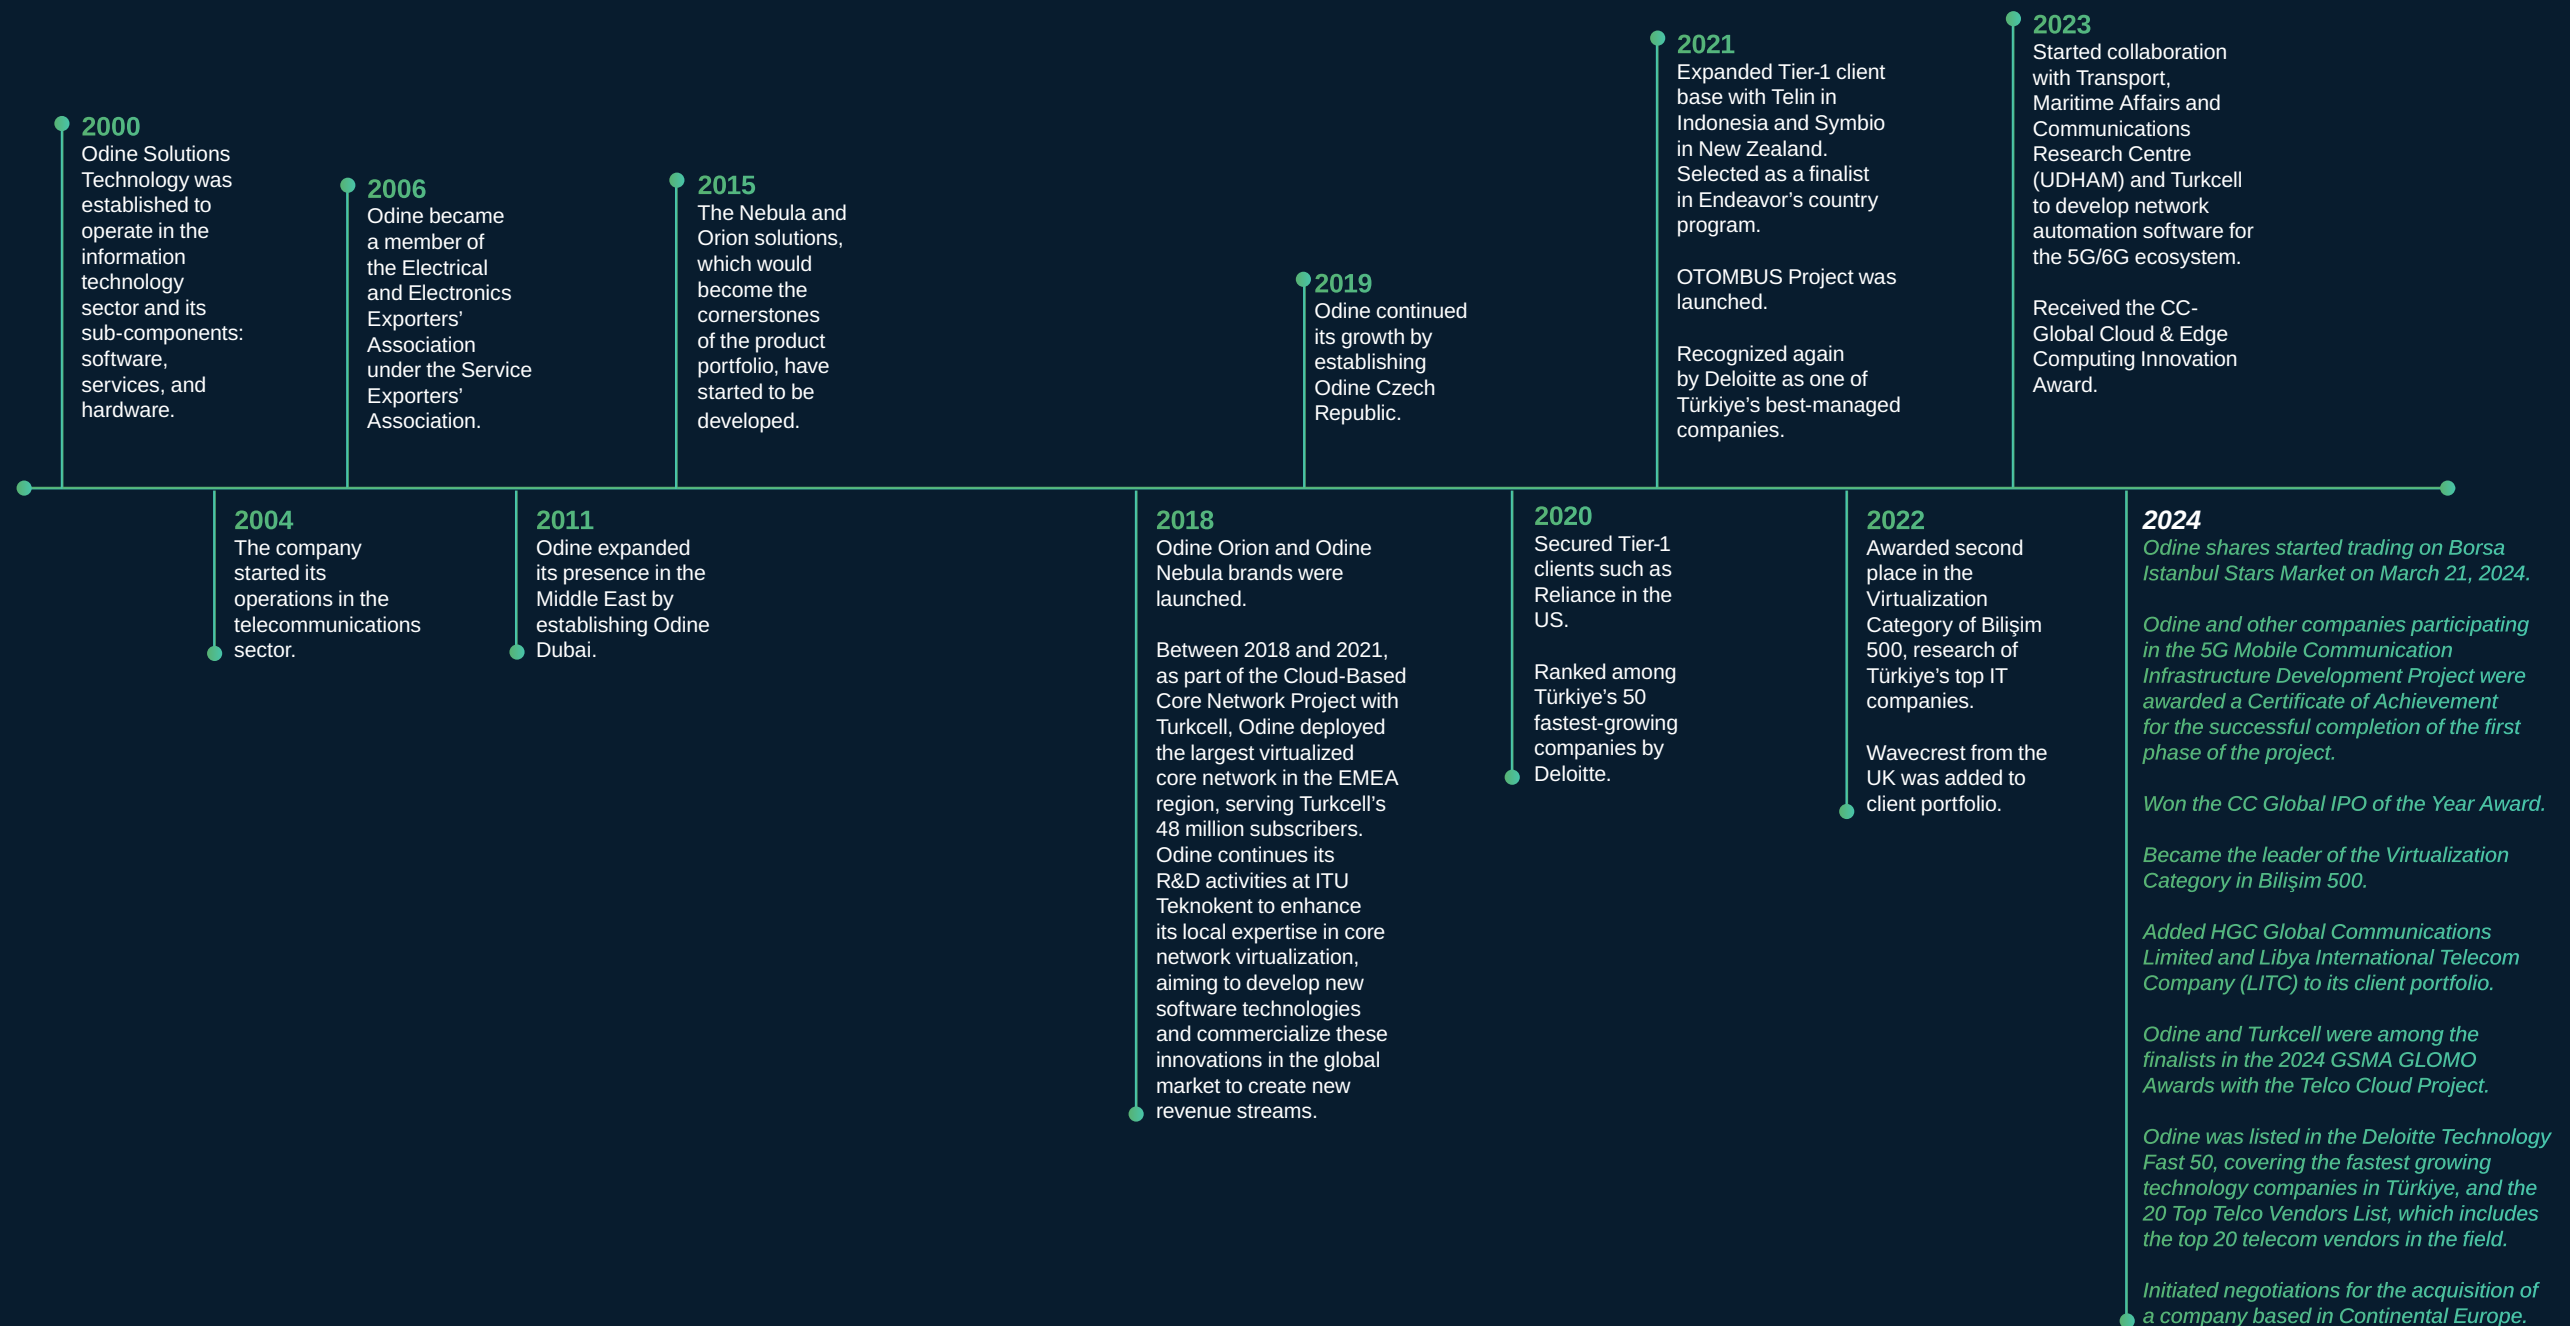 2000
Odine Solutions
Technology was
established to
operate in the
information
technology
sector and its
sub-components:
software,
services, and
hardware.
2004
The company
started its
operations in the
telecommunications
sector.
2006
Odine became
a member of
the Electrical
and Electronics
Exporters’
Association
under the Service
Exporters’
Association.
2011
Odine expanded
its presence in the
Middle East by
establishing Odine
Dubai.
2015
The Nebula and
Orion solutions,
which would
become the
cornerstones
of the product
portfolio, have
started to be
developed.
2018
Odine Orion and Odine
Nebula brands were
launched.
Between 2018 and 2021,
as part of the Cloud-Based
Core Network Project with
Turkcell, Odine deployed
the largest virtualized
core network in the EMEA
region, serving Turkcell’s
48 million subscribers.
Odine continues its
R&D activities at ITU
Teknokent to enhance
its local expertise in core
network virtualization,
aiming to develop new
software technologies
and commercialize these
innovations in the global
market to create new
revenue streams.
2019
Odine continued
its growth by
establishing
Odine Czech
Republic.
2020
Secured Tier-1
clients such as
Reliance in the
US.
Ranked among
Türkiye’s 50
fastest-growing
companies by
Deloitte.
2021
Expanded Tier-1 client
base with Telin in
Indonesia and Symbio
in New Zealand.
Selected as a finalist
in Endeavor’s country
program.
OTOMBUS Project was
launched.
Recognized again
by Deloitte as one of
Türkiye’s best-managed
companies.
2022
Awarded second
place in the
Virtualization
Category of Bilişim
500, research of
Türkiye’s top IT
companies.
Wavecrest from the
UK was added to
client portfolio.
2023
Started collaboration
with Transport,
Maritime Affairs and
Communications
Research Centre
(UDHAM) and Turkcell
to develop network
automation software for
the 5G/6G ecosystem.
Received the CC-
Global Cloud & Edge
Computing Innovation
Award.
2024
Odine shares started trading on Borsa
Istanbul Stars Market on March 21, 2024.
Odine and other companies participating
in the 5G Mobile Communication
Infrastructure Development Project were
awarded a Certificate of Achievement
for the successful completion of the first
phase of the project.
Won the CC Global IPO of the Year Award.
Became the leader of the Virtualization
Category in Bilişim 500.
Added HGC Global Communications
Limited and Libya International Telecom
Company (LITC) to its client portfolio.
Odine and Turkcell were among the
finalists in the 2024 GSMA GLOMO
Awards with the Telco Cloud Project.
Odine was listed in the Deloitte Technology
Fast 50, covering the fastest growing
technology companies in Türkiye, and the
20 Top Telco Vendors List, which includes
the top 20 telecom vendors in the field.
Initiated negotiations for the acquisition of
a company based in Continental Europe.